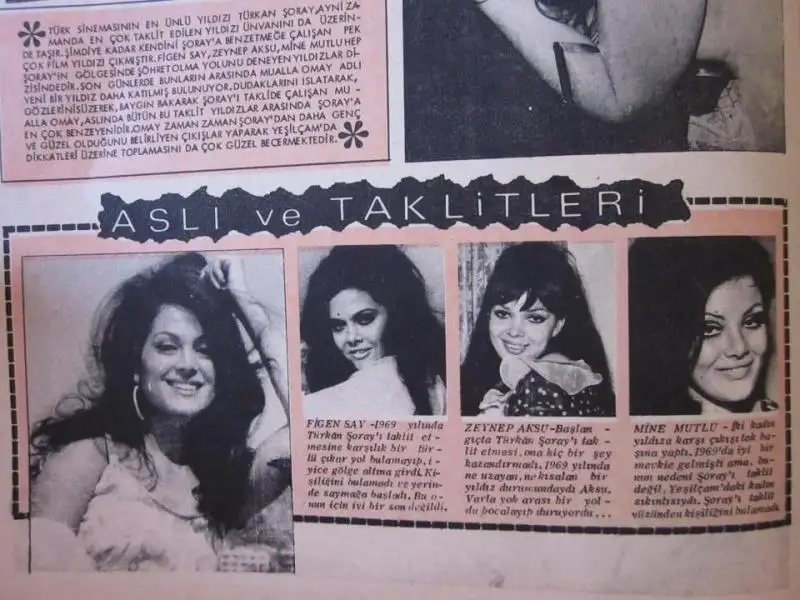 TÜRK SİNEMASININ EN ÜNLÜ YILDIZI TÜRKAN ŞORAY, AYNI ZA-
MANDA EN ÇOK TAKLİT EDİLEN YILDIZI ÜNVANINI DA ÜZERİN-
DE TAŞIR. ŞİMDİYE KADAR KENDİNİ ŞORAY'A BENZETMEĞE ÇALIŞAN PEK
ÇOK FİLM YILDIZI ÇIKMIŞTIR. FİGEN SAY, ZEYNEP AKSU, MİNE MUTLU HEP
ŞORAY'IN GÖLGESİNDE ŞÖHRET OLMA YOLUNU DENEYEN YILDIZLAR Dİ-
ZİSİNDEDİR. SON GÜNLERDE BUNLARIN ARASINDA MUALLA OMAY ADLI
YENİ BİR YILDIZ DAHA KATILMIŞ BULUNUYOR. DUDAKLARINI ISLATARAK,
GÖZLERİNİ SÜZEREK, BAYGIN BAKARAK ŞORAY'I TAKLİDE ÇALIŞAN MU-
ALLA OMAY, ASLINDA BÜTÜN BU TAKLİT YILDIZLAR ARASINDA ŞORAY'A
EN ÇOK BENZEYENİDİR. OMAY ZAMAN ZAMAN ŞORAY'DAN DAHA GENÇ
VE GÜZEL OLDUĞUNU BELİRLİYEN ÇIKIŞLAR YAPARAK YEŞİLÇAM'DA
DİKKATLERİ ÜZERİNE TOPLAMASINI DA ÇOK GÜZEL BECERMEKTEDİR.
ASLI ve TAKLİTLERİ
FİGEN SAY -1969 yılında
Türkân Şoray'ı taklit et-
mesine karşılık bir tür-
lü çıkar yol bulamayıp, i-
yice gölge altına girdi. Ki-
şiliğini bulamadı ve yerin-
de saymağa başladı. Bu o-
nun için iyi bir son değildi.
ZEYNEP AKSU-Başlan-
gıçta Türkân Şoray'ı tak-
lit etmesi, ona hiç bir şey
kazandırmadı. 1969 yılında
ne uzayan, ne kısalan bir
yıldız durumundaydı Aksu.
Varla yok arası bir yol-
du bocalayıp duruyordu...
MİNE MUTLU - İki kadın
yıldıza karşı çıkışı tek ba-
şına yaptı. 1969'da iyi bir
mevkie gelmişti ama, bu-
nun nedeni Şoray'ı taklit
değil, Yeşilçam'daki kadın
sıkıntısıydı. Şoray'ı taklit
yüzünden kişiliğini bulamadı.